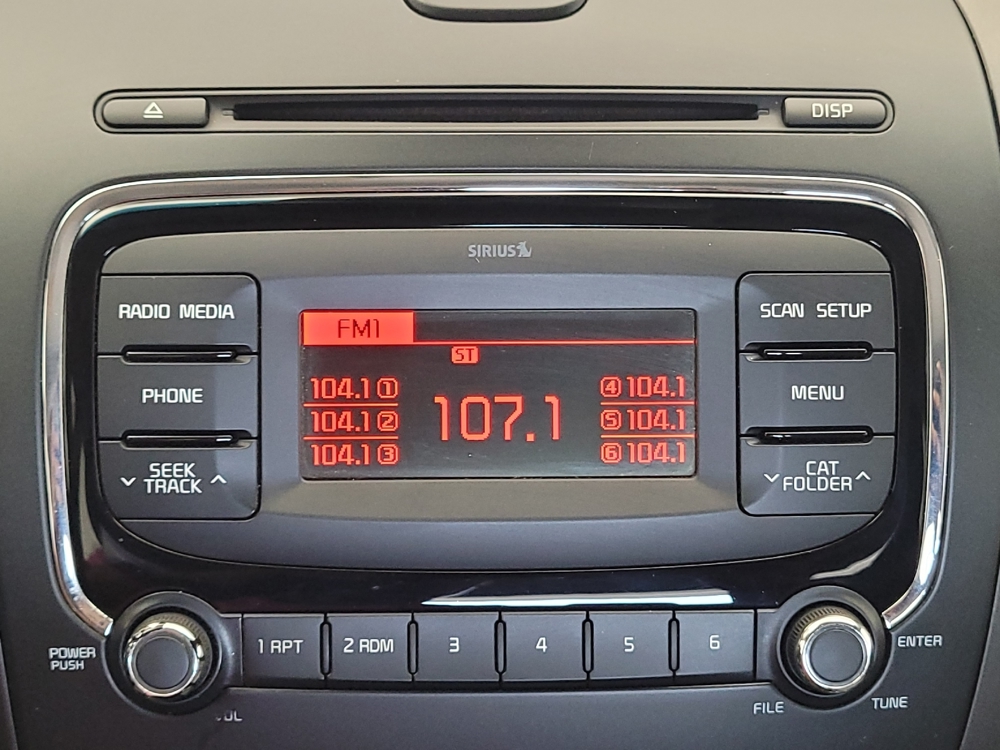 DISP
SIRIUS
RADIO MEDIA
SCAN SETUP
FM1
ST
PHONE
MENU
104.1 1
104.1 2
104.1 3
107.1
4 104.1
5 104.1
6 104.1
SEEK
TRACK
CAT
FOLDER
POWER
PUSH
1 RPT
2 RDM
3
4
5
6
ENTER
FILE
TUNE